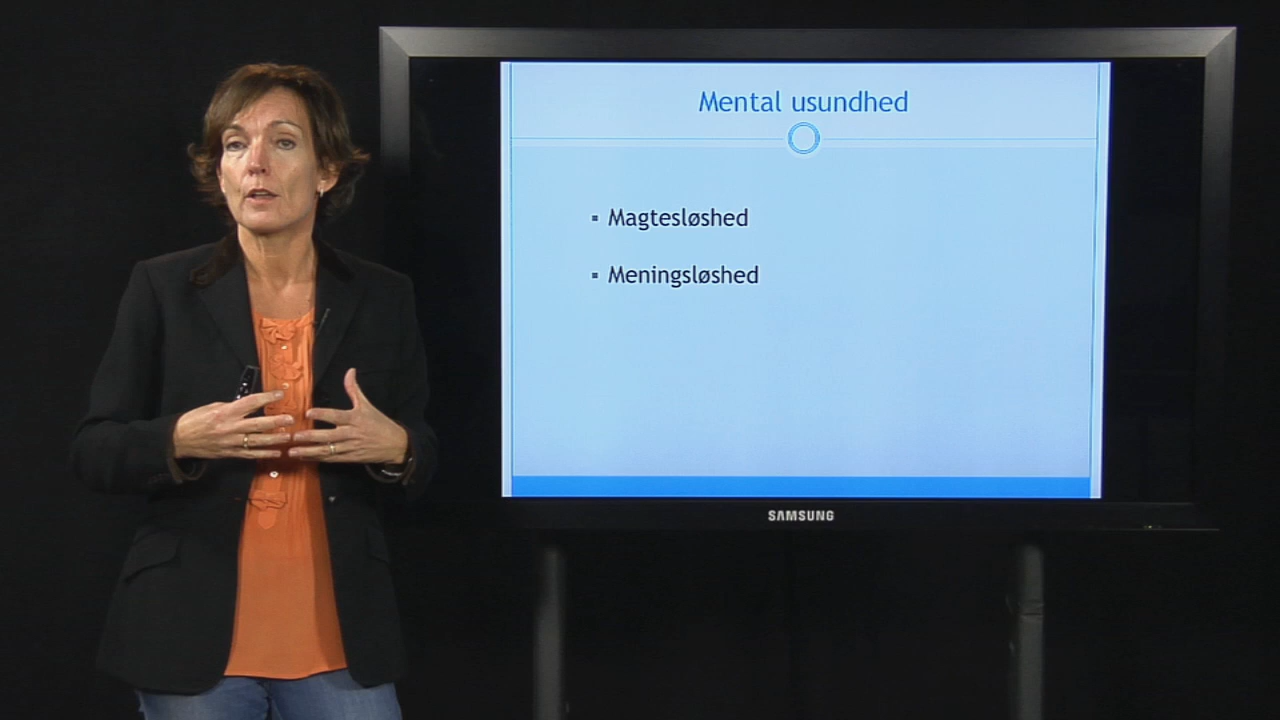 Mental usundhed
▪ Magtesløshed
▪ Meningsløshed
SAMSUNG